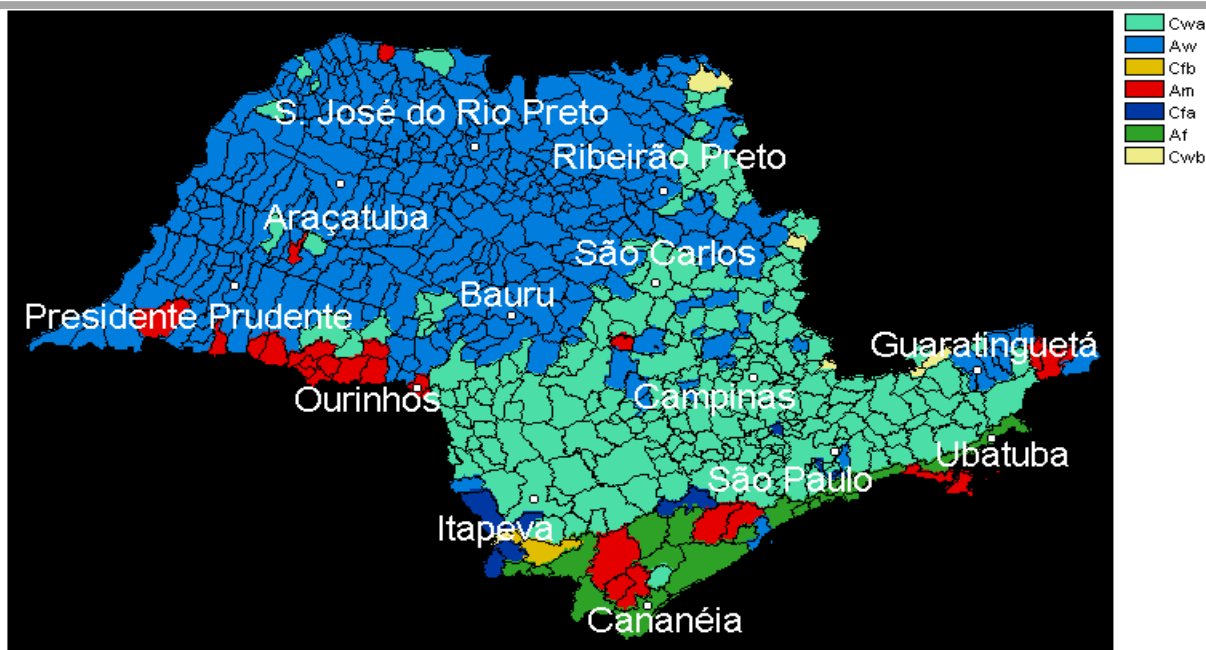 Cwa
Aw
Cfb
Am
Cfa
Af
Cwb
S. José do Rio Preto
Ribeirão Preto
Araçatuba
São Carlos
Bauru
Presidente Prudente
Guaratinguetá
Ourinhos
Campinas
Ubatuba
São Paulo
Itapeva
Cananéia